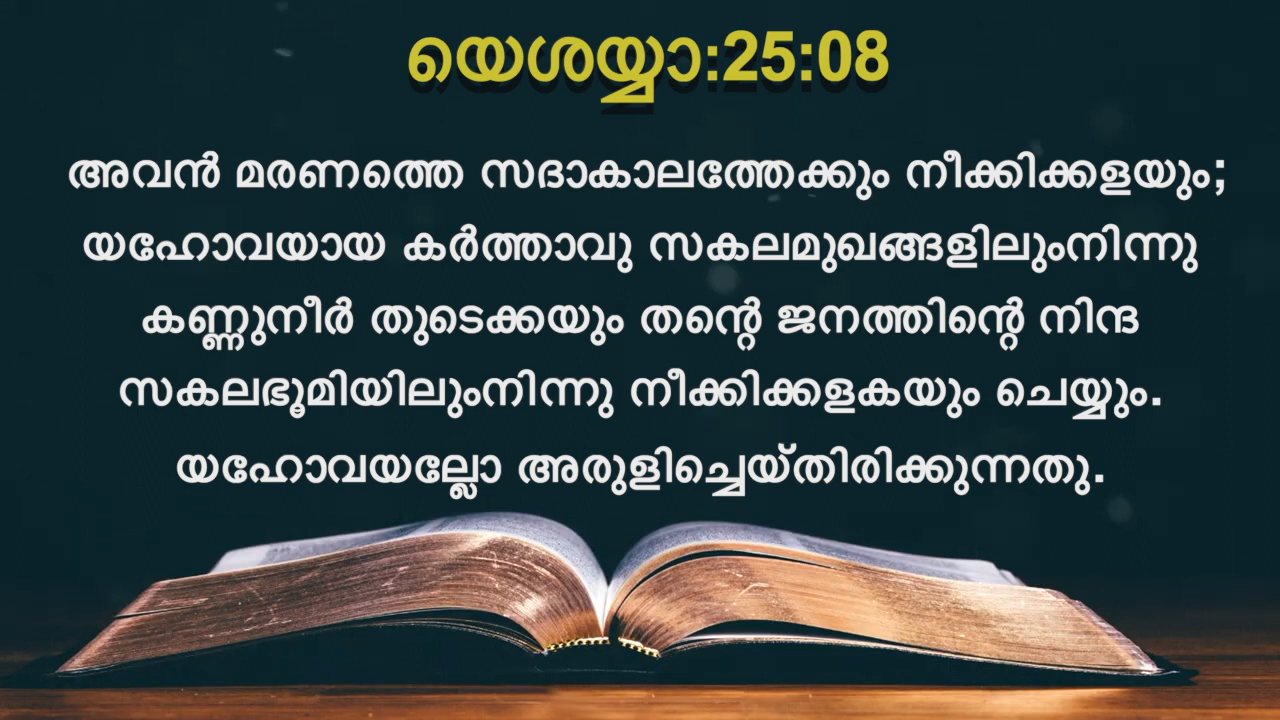 യെശയ്യാ:25:08
അവൻ മരണത്തെ സദാകാലത്തേക്കും നീക്കിക്കളയും;
യഹോവയായ കർത്താവു സകലമുഖങ്ങളിലുംനിന്നു
കണ്ണുനീർ തുടെക്കയും തന്റെ ജനത്തിന്റെ നിന്ദ
സകലഭൂമിയിലുംനിന്നു നീക്കിക്കളകയും ചെയ്യും.
യഹോവയല്ലോ അരുളിച്ചെയ്തിരിക്കുന്നതു.